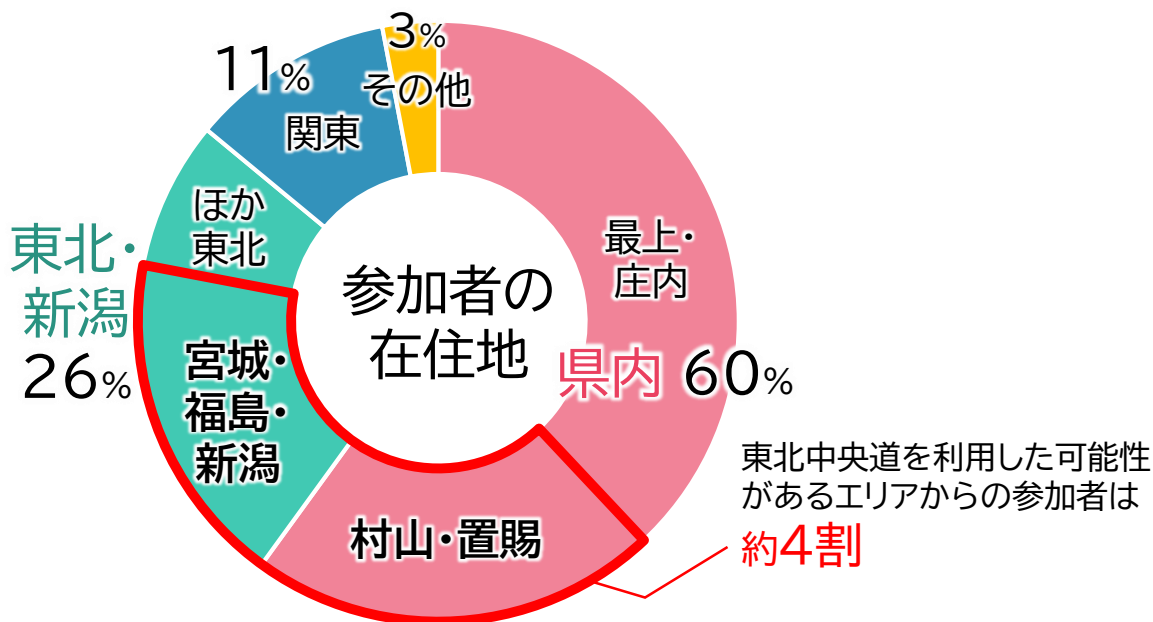 参加者の
在住地
県内 60%
最上・
庄内
村山・置賜
東北・
新潟
26%
宮城・
福島・
新潟
ほか
東北
11%
関東
3%
その他
東北中央道を利用した可能性
があるエリアからの参加者は
約4割